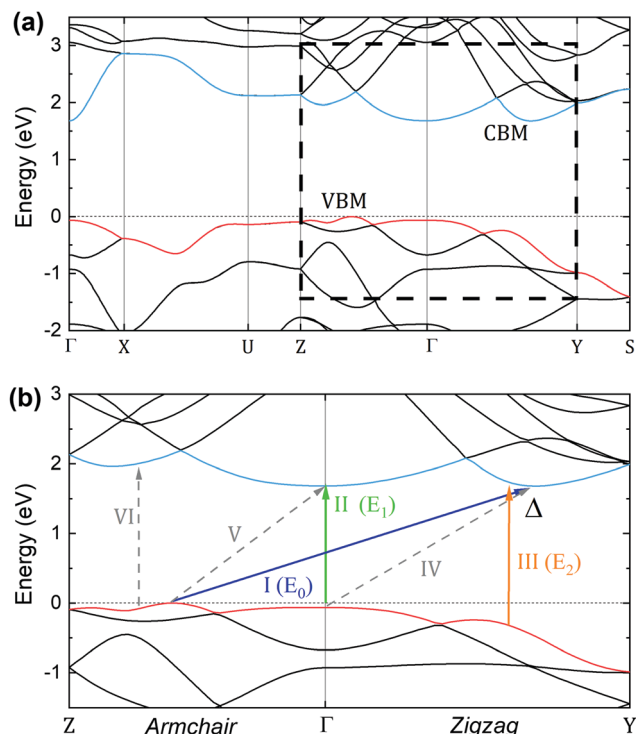 (a)
3
2
1
0
-1
-2
Energy (eV)
VBM
CBM
Γ X U Z Γ Y S
(b)
3
2
1
0
-1
Energy (eV)
VI
V
II (E₁)
I (E₀)
IV
Δ
III (E₂)
Z Armchair Γ Zigzag Y